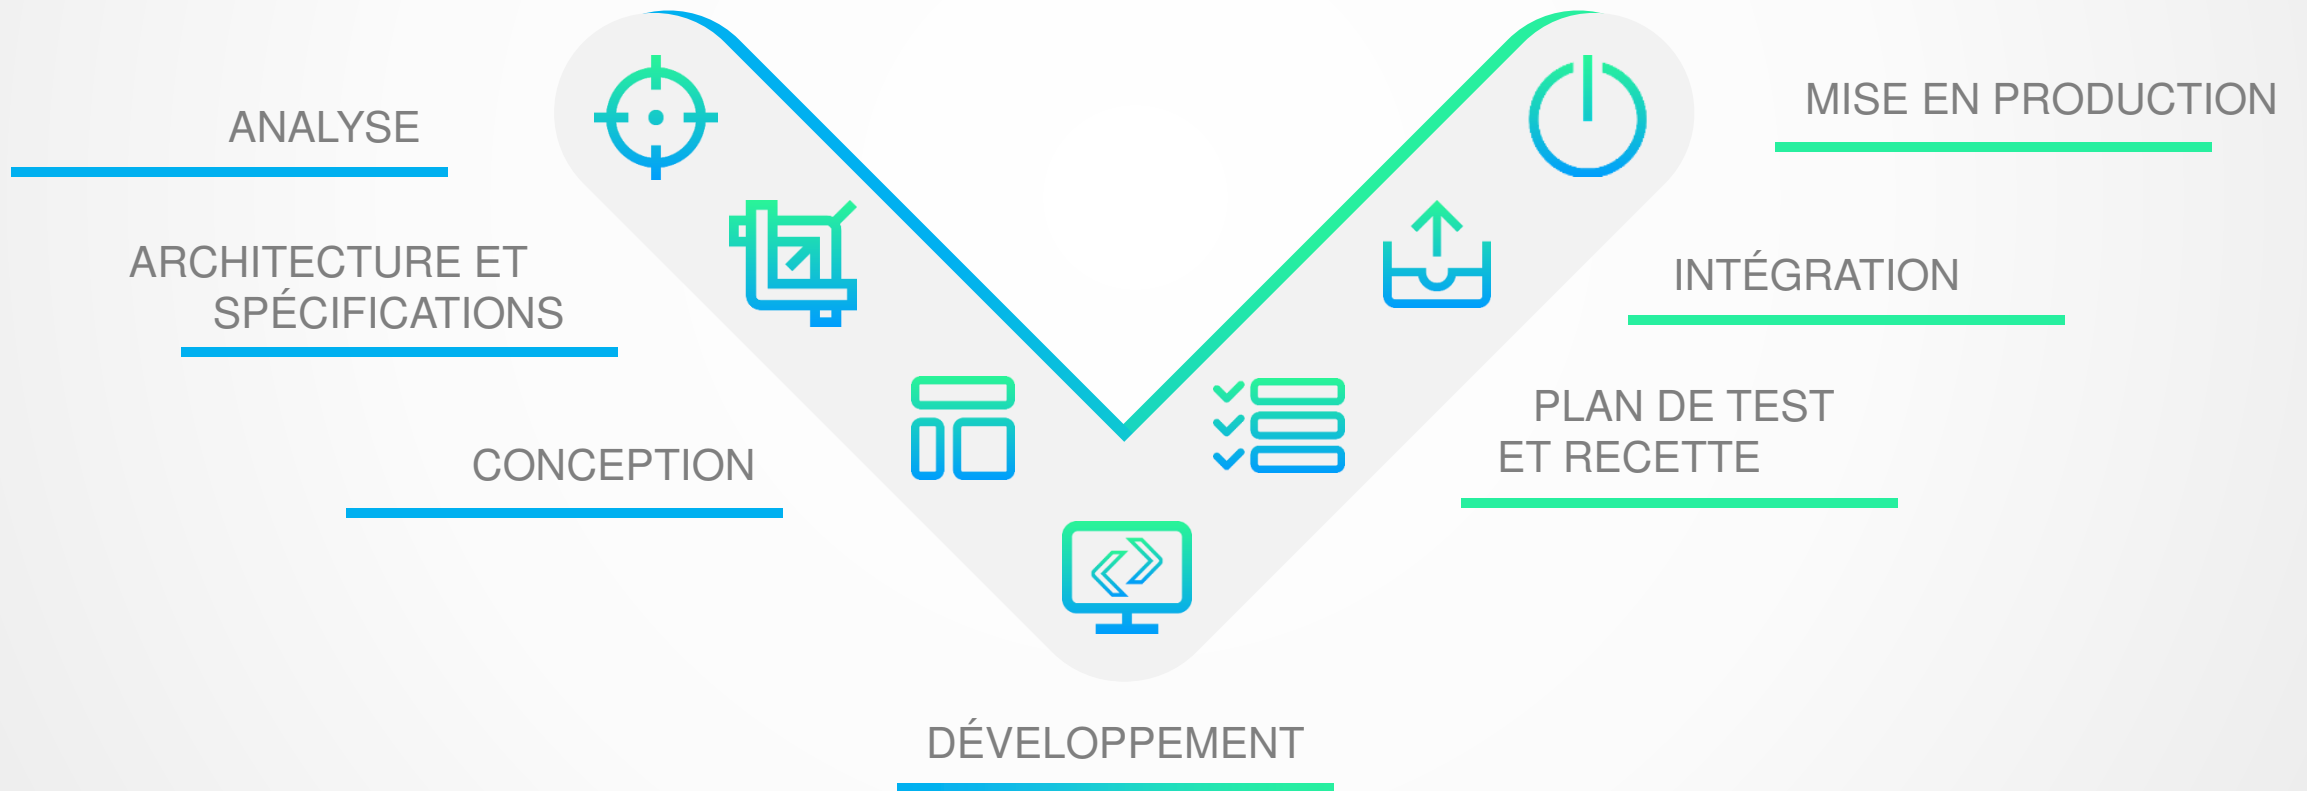 ANALYSE
ARCHITECTURE ET
SPÉCIFICATIONS
CONCEPTION
DÉVELOPPEMENT
PLAN DE TEST
ET RECETTE
INTÉGRATION
MISE EN PRODUCTION